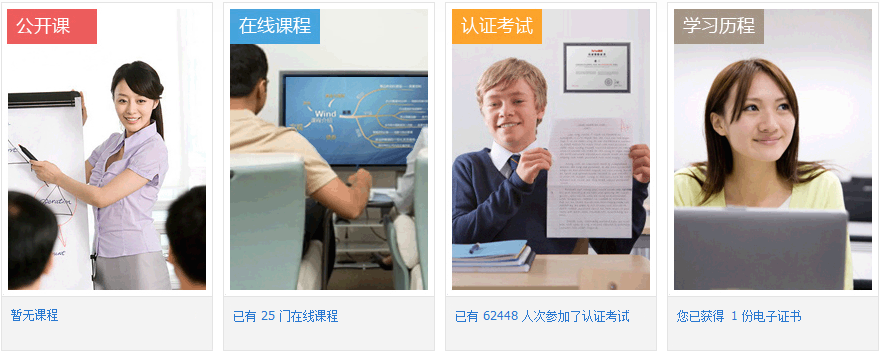 公开课
在线课程
认证考试
学习历程
Wind
暂无课程
已有 25 门在线课程
已有 62448 人次参加了认证考试
您已获得 1 份电子证书